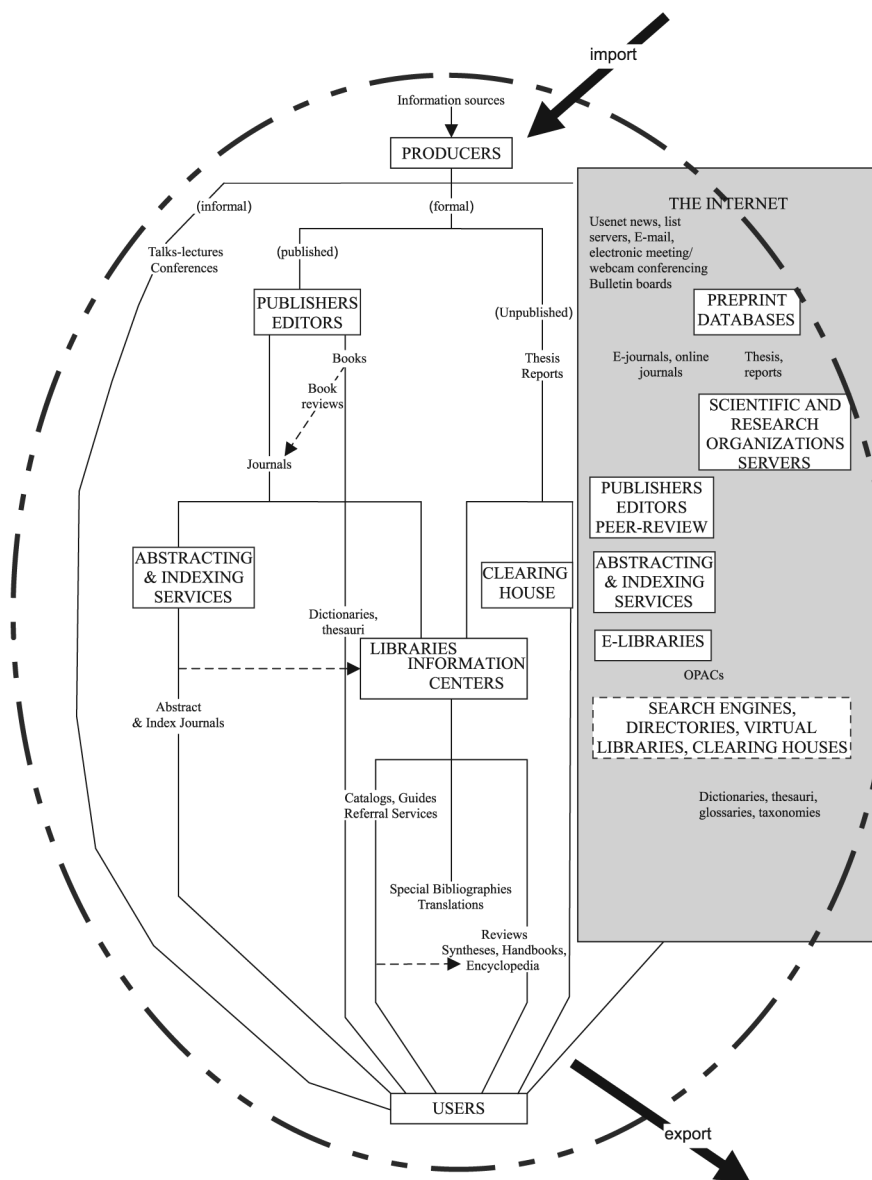 import
Information sources
PRODUCERS
(informal)
(formal)
THE INTERNET
Usenet news, list
servers, E-mail,
electronic meeting/
webcam conferencing
Bulletin boards
Talks-lectures
Conferences
(published)
PUBLISHERS
EDITORS
(Unpublished)
PREPRINT
DATABASES
Books
Thesis
Reports
E-journals, online
journals
Thesis,
reports
Book
reviews
SCIENTIFIC AND
RESEARCH
ORGANIZATIONS
SERVERS
Journals
PUBLISHERS
EDITORS
PEER-REVIEW
ABSTRACTING
& INDEXING
SERVICES
CLEARING
HOUSE
ABSTRACTING
& INDEXING
SERVICES
Dictionaries,
thesauri
LIBRARIES
INFORMATION
CENTERS
E-LIBRARIES
OPACs
Abstract
& Index Journals
SEARCH ENGINES,
DIRECTORIES, VIRTUAL
LIBRARIES, CLEARING HOUSES
Catalogs, Guides
Referral Services
Dictionaries, thesauri,
glossaries, taxonomies
Special Bibliographies
Translations
Reviews
Syntheses, Handbooks,
Encyclopedia
USERS
export